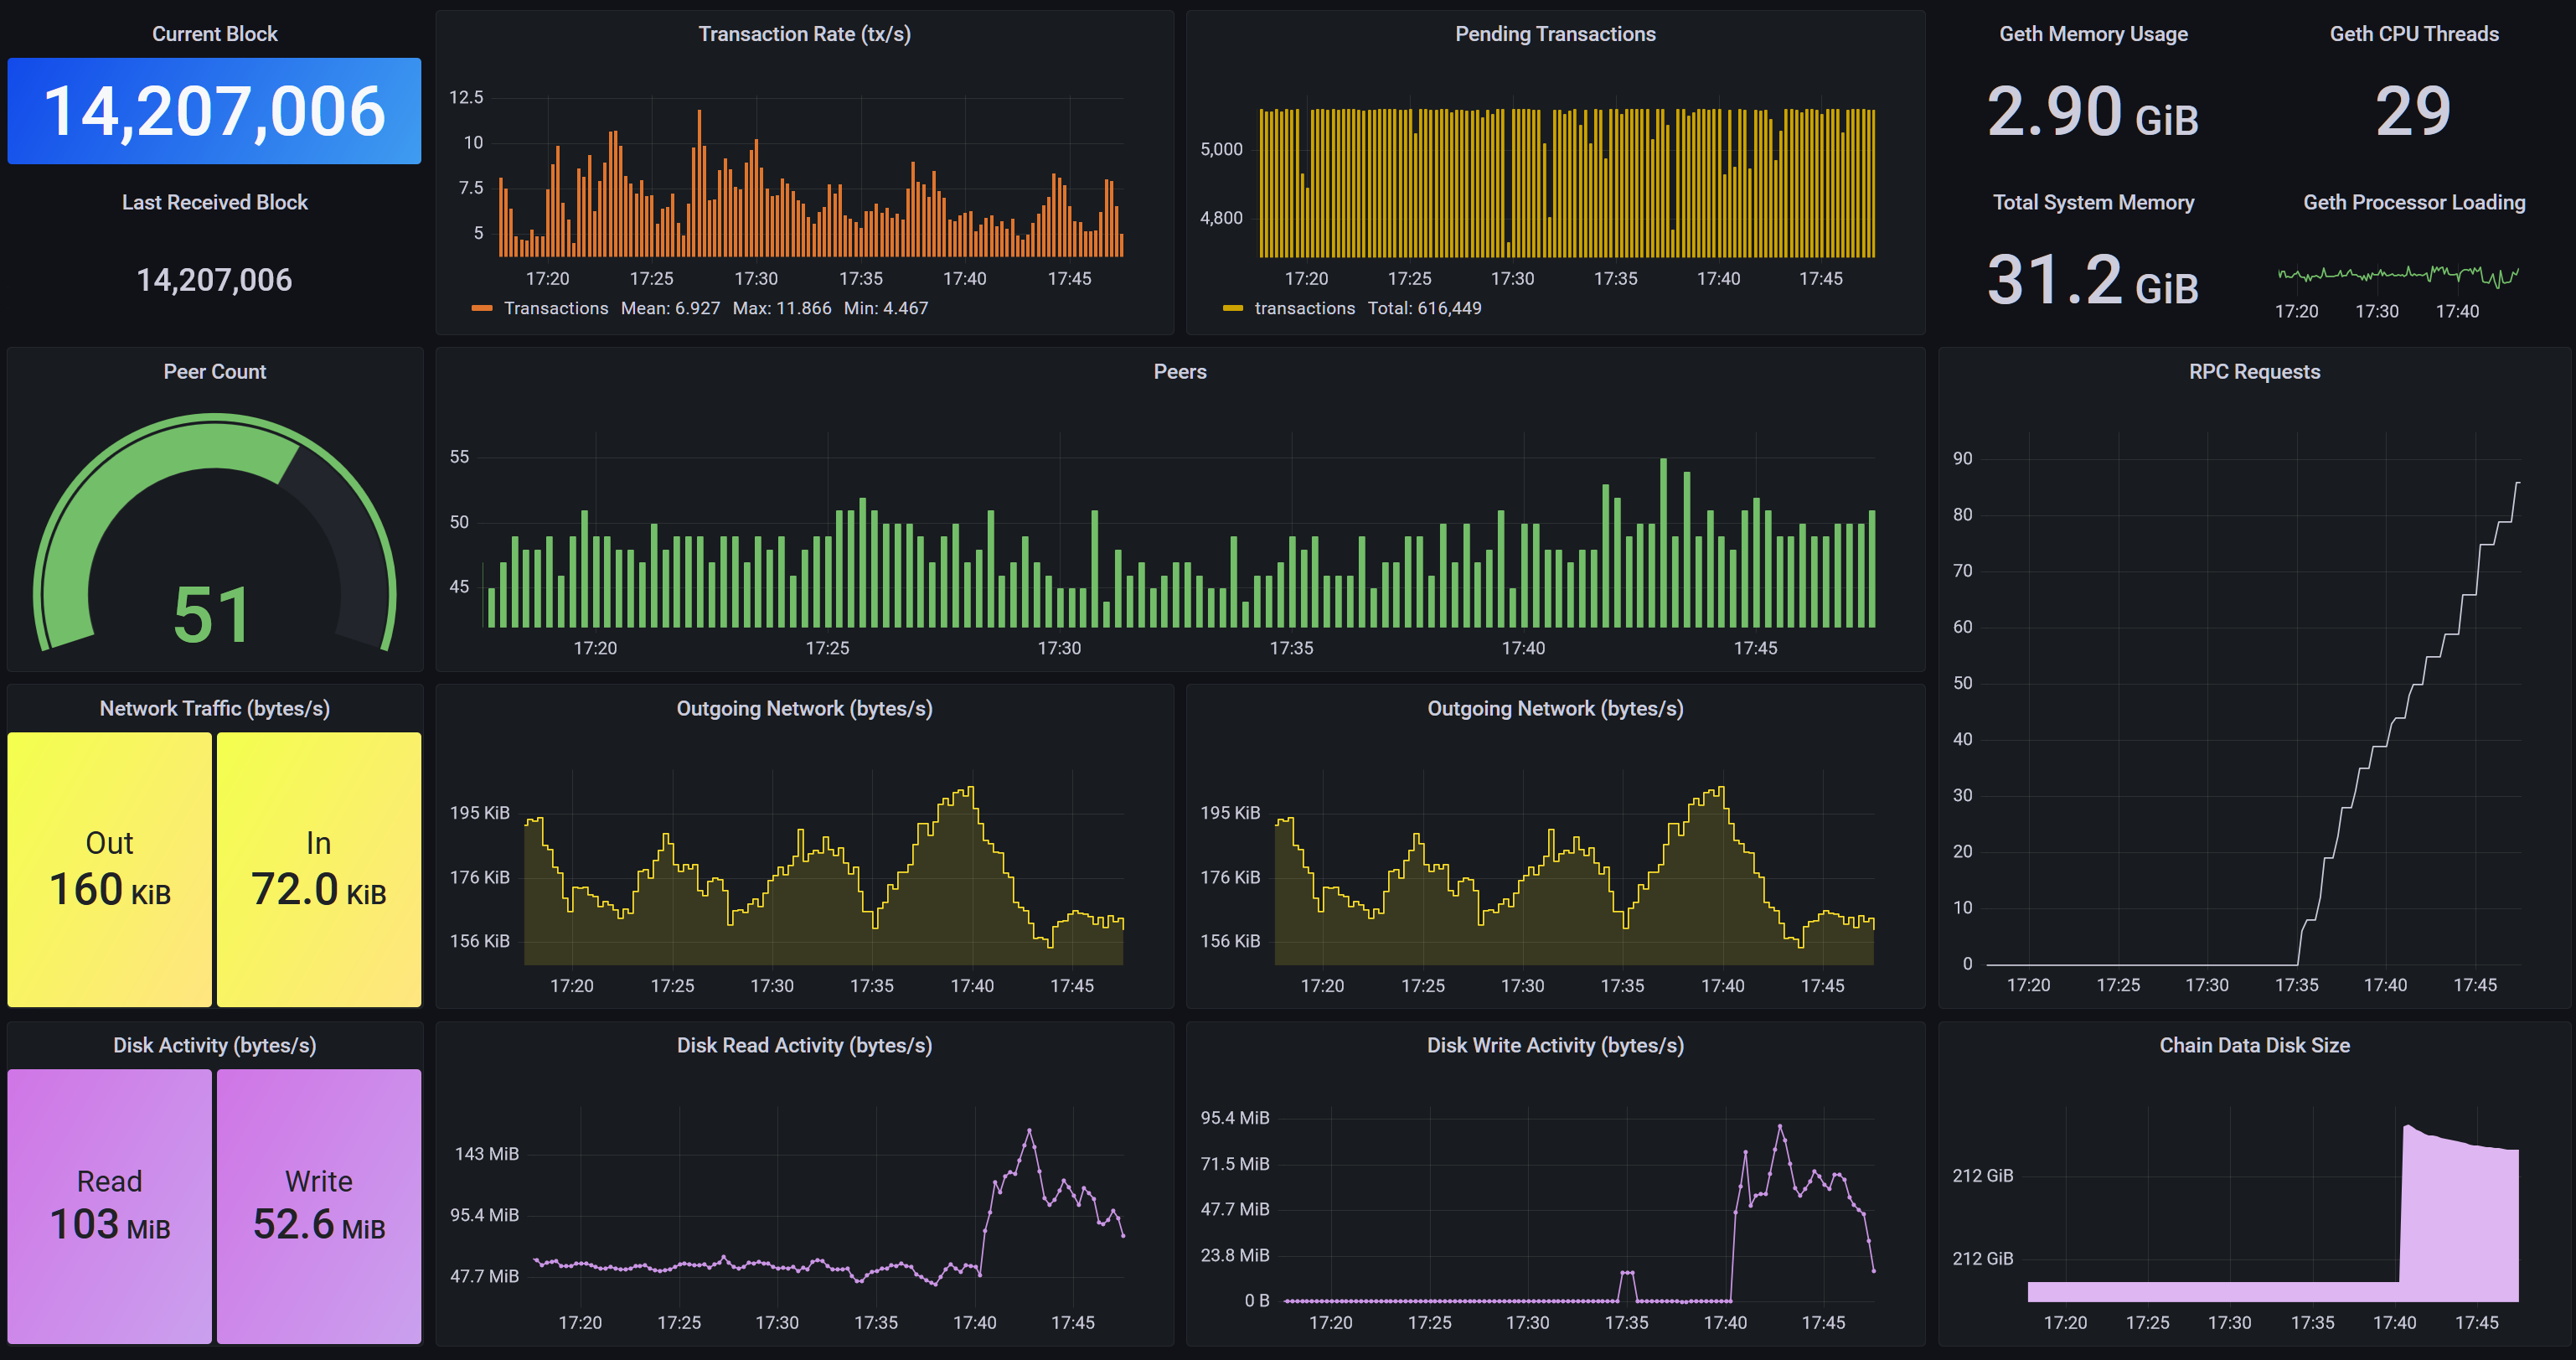 Current Block
14,207,006
Last Received Block
14,207,006
Transaction Rate (tx/s)
12.5
10
7.5
5
17:20 17:25 17:30 17:35 17:40 17:45
Transactions Mean: 6.927 Max: 11.866 Min: 4.467
Pending Transactions
5,000
4,800
17:20 17:25 17:30 17:35 17:40 17:45
transactions Total: 616,449
Geth Memory Usage
2.90 GiB
Geth CPU Threads
29
Total System Memory
31.2 GiB
Geth Processor Loading
17:20 17:30 17:40
Peer Count
51
Peers
55
50
45
17:20 17:25 17:30 17:35 17:40 17:45
RPC Requests
90
80
70
60
50
40
30
20
10
0
17:20 17:25 17:30 17:35 17:40 17:45
Network Traffic (bytes/s)
Out
160 KiB
In
72.0 KiB
Outgoing Network (bytes/s)
195 KiB
176 KiB
156 KiB
17:20 17:25 17:30 17:35 17:40 17:45
Outgoing Network (bytes/s)
195 KiB
176 KiB
156 KiB
17:20 17:25 17:30 17:35 17:40 17:45
Disk Activity (bytes/s)
Read
103 MiB
Write
52.6 MiB
Disk Read Activity (bytes/s)
143 MiB
95.4 MiB
47.7 MiB
17:20 17:25 17:30 17:35 17:40 17:45
Disk Write Activity (bytes/s)
95.4 MiB
71.5 MiB
47.7 MiB
23.8 MiB
0 B
17:20 17:25 17:30 17:35 17:40 17:45
Chain Data Disk Size
212 GiB
212 GiB
17:20 17:25 17:30 17:35 17:40 17:45